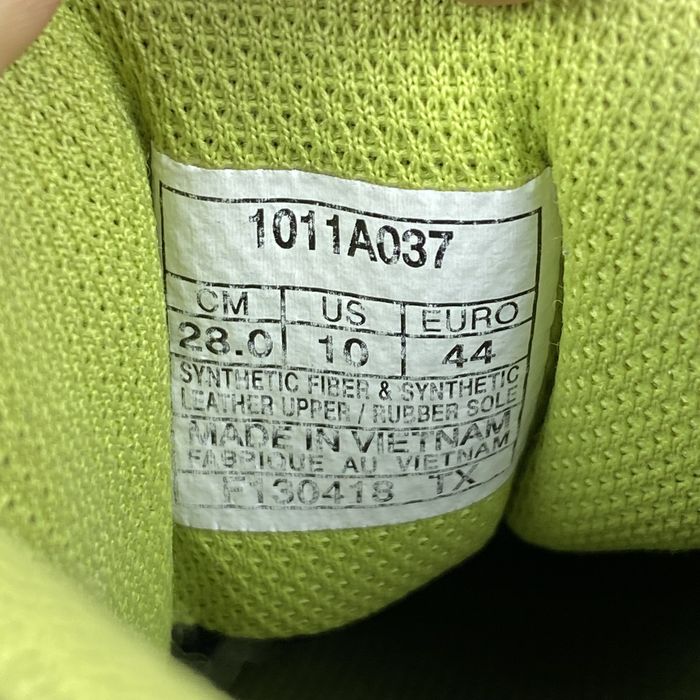 1011A037
CM US EURO
28.0 10 44
SYNTHETIC FIBER & SYNTHETIC
LEATHER UPPER / RUBBER SOLE
MADE IN VIETNAM
FABRIQUE AU VIETNAM
F130418 TX